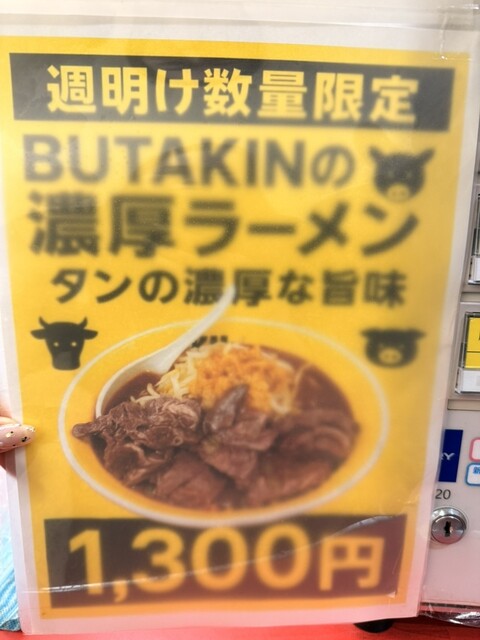 週明け数量限定
BUTAKINの
濃厚ラーメン
タンの濃厚な旨味
1,300円
20